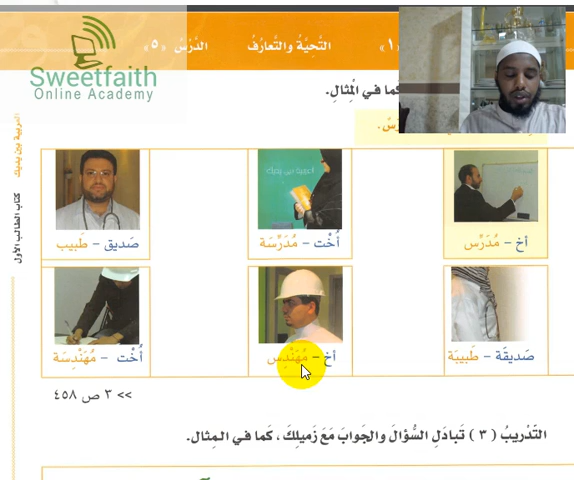 Sweetfaith
Online Academy
«١» التَّحِيَّة والتَّعارُف الدَّرْسُ «٥»
كما في الْمِثالِ.
أخ – مُدَرِّس
أُخْت – مُدَرِّسَة
صَديق – طَبيب
صَديقَة – طَبيبَة
أخ – مُهَنْدِس
أُخْت – مُهَنْدِسَة
>> ٣ ص ٤٥٨
التَّدْريبُ ( ٣ ) تَبادَلِ السُّؤالَ والجَوابَ مَعَ زَميلِكَ ، كَما في المِثال.
العربية بين يديك
كتاب الطالب الأول